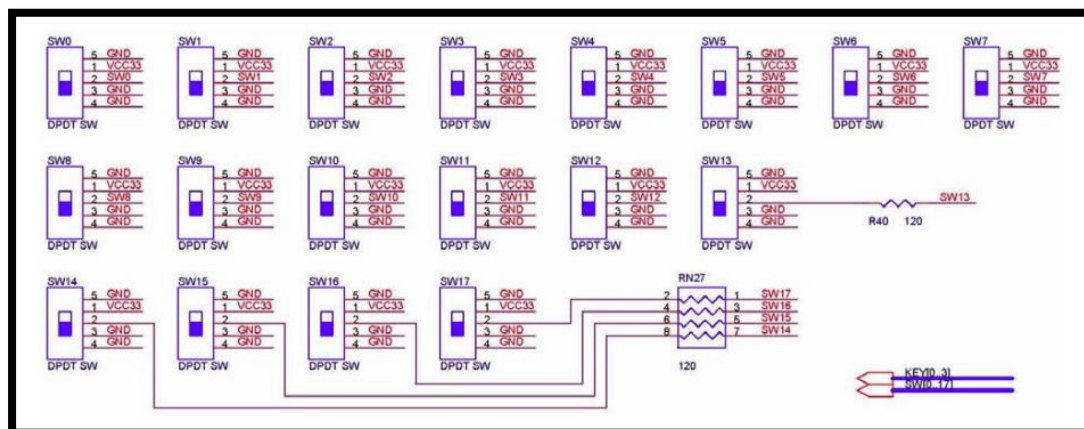 SW0 SW1 SW2 SW3 SW4 SW5 SW6 SW7
5 GND 5 GND 5 GND 5 GND 5 GND 5 GND 5 GND 5 GND
1 VCC33 1 VCC33 1 VCC33 1 VCC33 1 VCC33 1 VCC33 1 VCC33 1 VCC33
2 SW0 2 SW1 2 SW2 2 SW3 2 SW4 2 SW5 2 SW6 2 SW7
3 GND 3 GND 3 GND 3 GND 3 GND 3 GND 3 GND 3 GND
4 GND 4 GND 4 GND 4 GND 4 GND 4 GND 4 GND 4 GND
DPDT SW DPDT SW DPDT SW DPDT SW DPDT SW DPDT SW DPDT SW DPDT SW
SW8 SW9 SW10 SW11 SW12 SW13
5 GND 5 GND 5 GND 5 GND 5 GND 5 GND
1 VCC33 1 VCC33 1 VCC33 1 VCC33 1 VCC33 1 VCC33
2 SW8 2 SW9 2 SW10 2 SW11 2 SW12 2 SW13
3 GND 3 GND 3 GND 3 GND 3 GND 3 GND
4 GND 4 GND 4 GND 4 GND 4 GND 4 GND
R40 120
DPDT SW DPDT SW DPDT SW DPDT SW DPDT SW DPDT SW
SW14 SW15 SW16 SW17 RN27
5 GND 5 GND 5 GND 5 GND 2 1 SW17
1 VCC33 1 VCC33 1 VCC33 1 VCC33 4 3 SW16
2 2 2 2 6 5 SW15
3 GND 3 GND 3 GND 3 GND 8 7 SW14
4 GND 4 GND 4 GND 4 GND
DPDT SW DPDT SW DPDT SW DPDT SW 120
KEY[0..3]
SW[0..17]